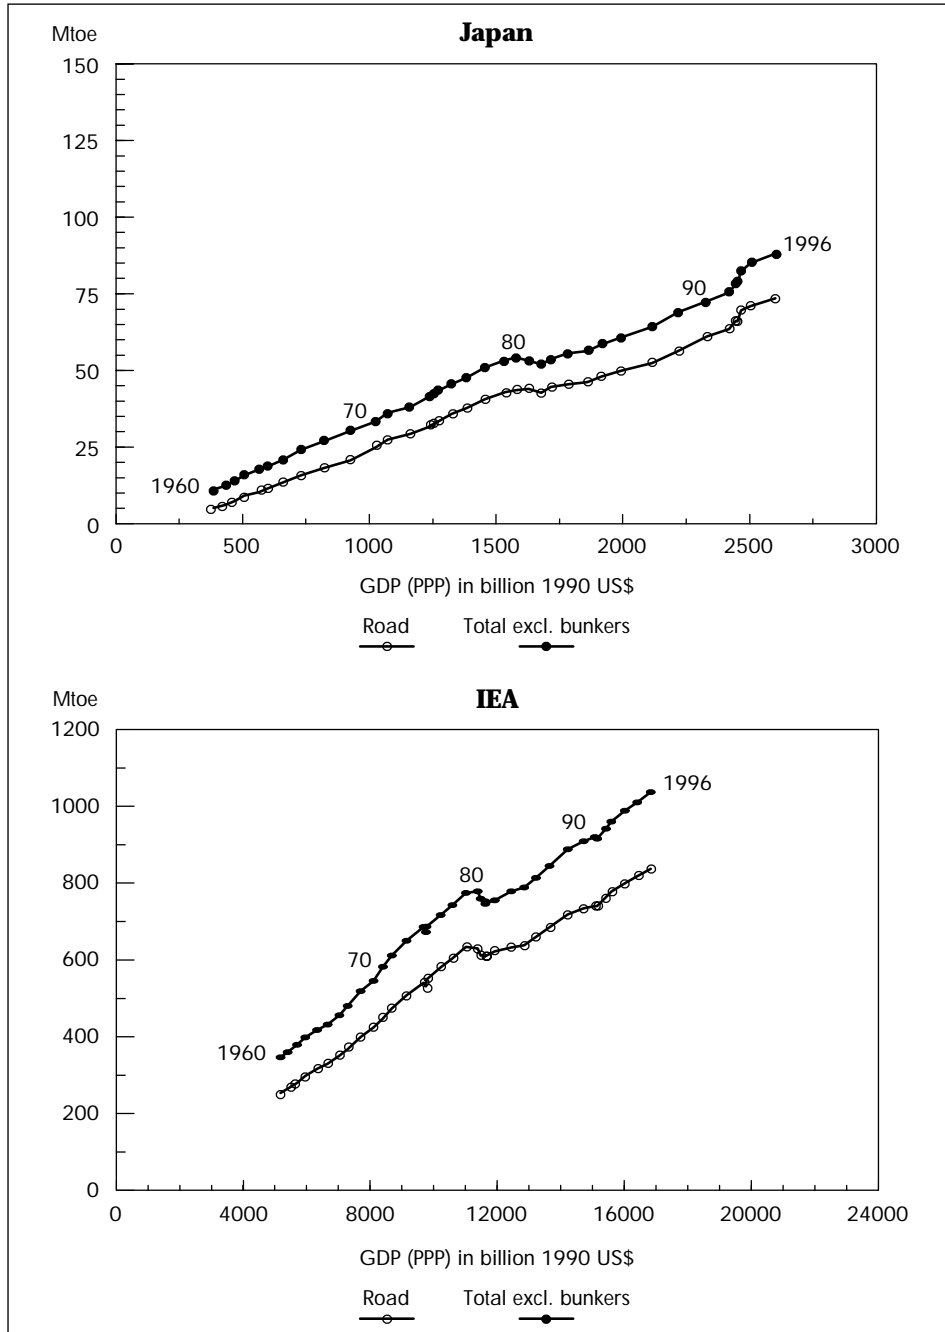 Japan
Mtoe
150
125
100
75
50
25
0
1960
70
80
90
1996
0 500 1000 1500 2000 2500 3000
GDP (PPP) in billion 1990 US$
Road Total excl. bunkers
IEA
Mtoe
1200
1000
800
600
400
200
0
1960
70
80
90
1996
0 4000 8000 12000 16000 20000 24000
GDP (PPP) in billion 1990 US$
Road Total excl. bunkers